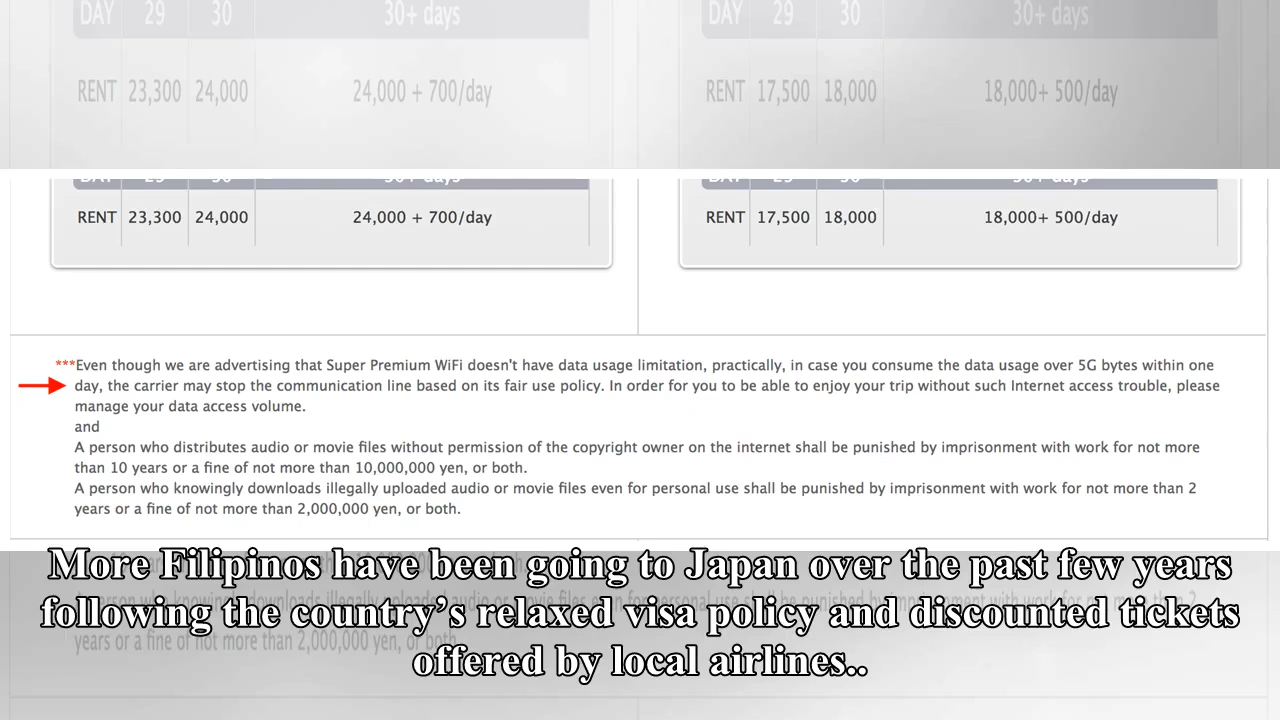 DAY 29 30 30+ days DAY 29 30 30+ days
RENT 23,300 24,000 24,000 + 700/day RENT 17,500 18,000 18,000+ 500/day
DAY 29 30 30+ days DAY 29 30 30+ days
RENT 23,300 24,000 24,000 + 700/day RENT 17,500 18,000 18,000+ 500/day
***Even though we are advertising that Super Premium WiFi doesn't have data usage limitation, practically, in case you consume the data usage over 5G bytes within one
day, the carrier may stop the communication line based on its fair use policy. In order for you to be able to enjoy your trip without such Internet access trouble, please
manage your data access volume.
and
A person who distributes audio or movie files without permission of the copyright owner on the internet shall be punished by imprisonment with work for not more
than 10 years or a fine of not more than 10,000,000 yen, or both.
A person who knowingly downloads illegally uploaded audio or movie files even for personal use shall be punished by imprisonment with work for not more than 2
years or a fine of not more than 2,000,000 yen, or both.
More Filipinos have been going to Japan over the past few years
following the country’s relaxed visa policy and discounted tickets
years or a fine of not more than 2,000,000 yen, or both.
offered by local airlines..